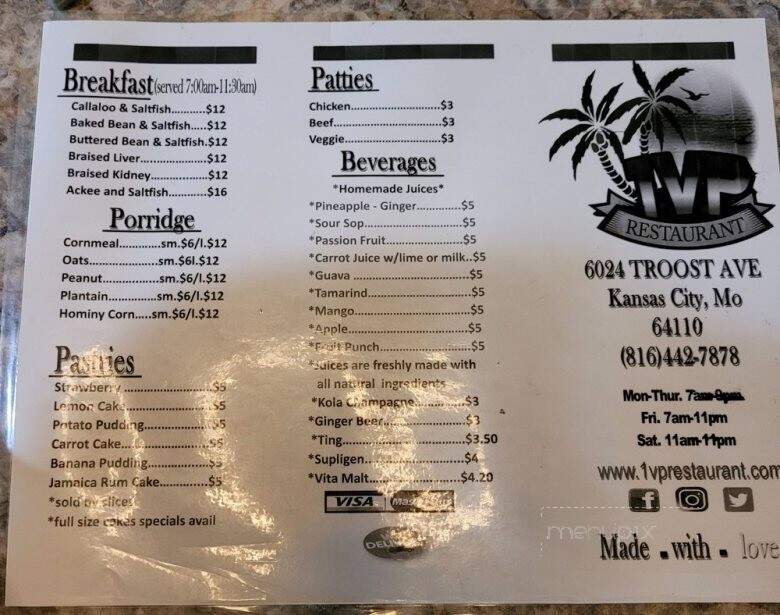 Breakfast(served 7:00am-11:30am)
Callaloo & Saltfish..........$12
Baked Bean & Saltfish.....$12
Buttered Bean & Saltfish.$12
Braised Liver....................$12
Braised Kidney.................$12
Ackee and Saltfish...........$16
Porridge
Cornmeal............sm.$6/l.$12
Oats....................sm.$6l.$12
Peanut................sm.$6/l.$12
Plantain..............sm.$6/l.$12
Hominy Corn.....sm.$6/l.$12
Pastries
Strawberry ......................$5
Lemon Cake.....................$5
Potato Pudding................$5
Carrot Cake......................$5
Banana Pudding...............$5
Jamaica Rum Cake............$5
*sold by slices
*full size cakes specials avail
Patties
Chicken..........................$3
Beef................................$3
Veggie............................$3
Beverages
*Homemade Juices*
*Pineapple - Ginger.............$5
*Sour Sop.............................$5
*Passion Fruit.......................$5
*Carrot Juice w/lime or milk..$5
*Guava ................................$5
*Tamarind............................$5
*Mango................................$5
*Apple..................................$5
*Fruit Punch.........................$5
*Juices are freshly made with
all natural ingredients
*Kola Champagne..............$3
*Ginger Beer.......................$3
*Ting..................................$3.50
*Supligen...........................$4
*Vita Malt..........................$4.20
VISA
1VP
RESTAURANT
6024 TROOST AVE
Kansas City, Mo
64110
(816)442-7878
Mon-Thur. 7am-9pm.
Fri. 7am-11pm
Sat. 11am-11pm
www.1vprestaurant.com
menupix
Made . with . love